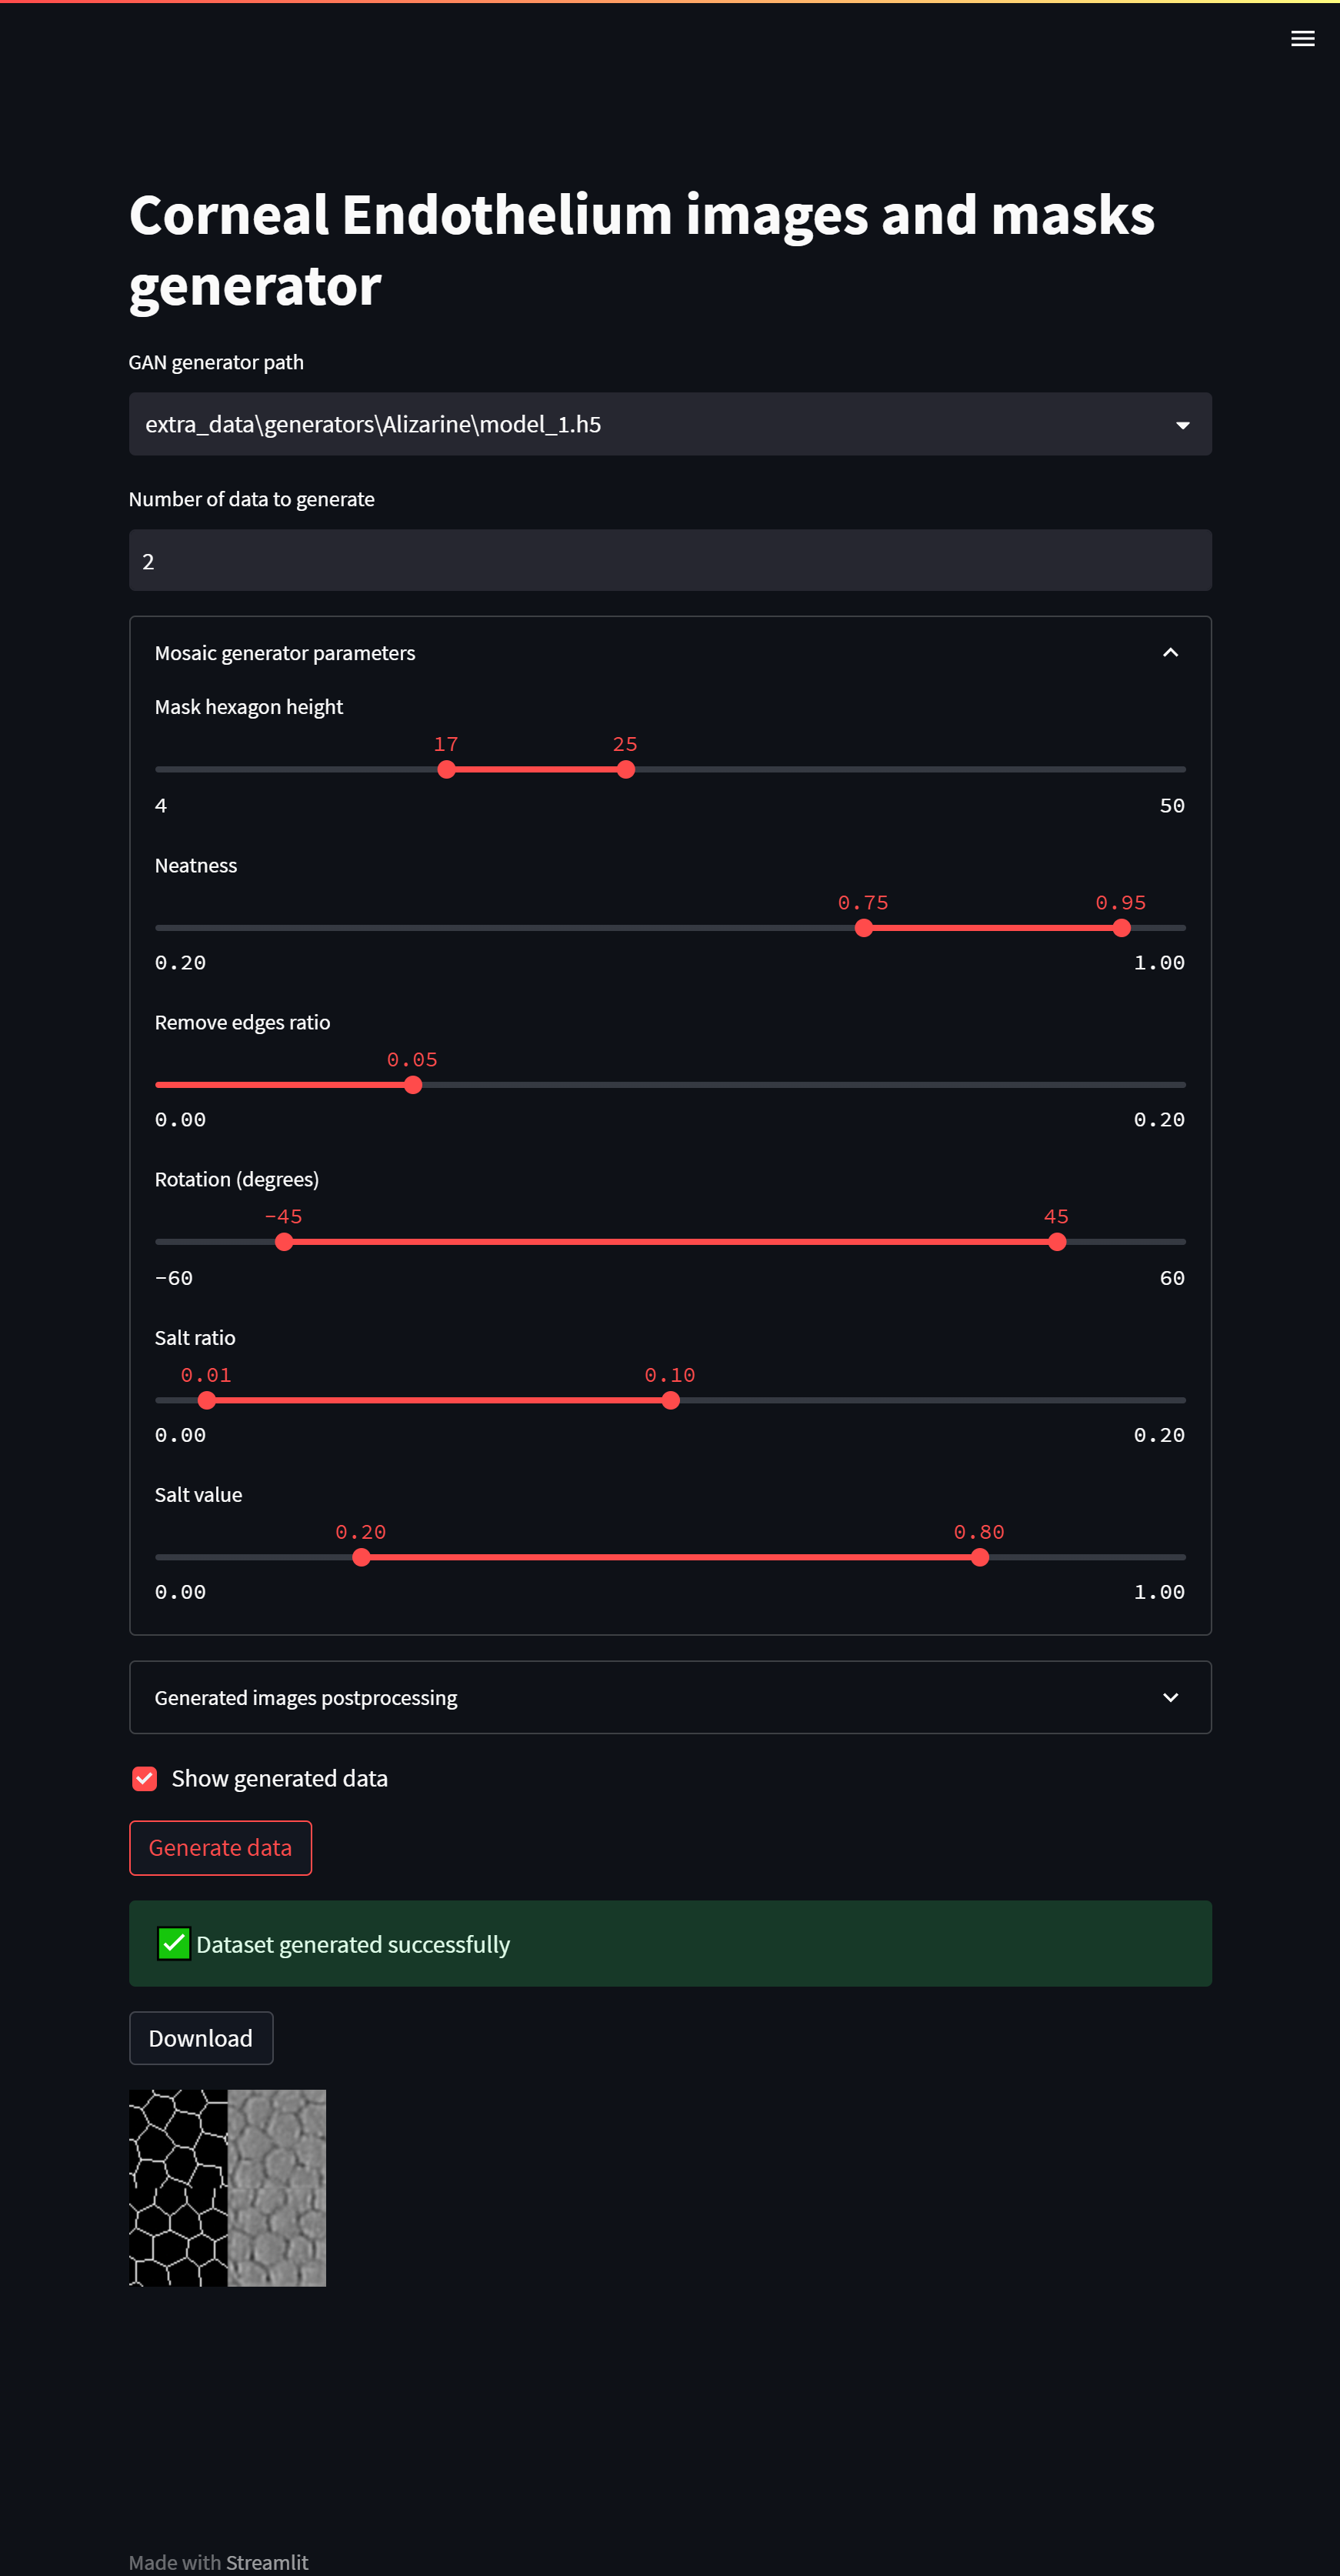 Corneal Endothelium images and masks
generator
GAN generator path
extra_data\generators\Alizarine\model_1.h5
Number of data to generate
2
Mosaic generator parameters
Mask hexagon height
17 25
4 50
Neatness
0.75 0.95
0.20 1.00
Remove edges ratio
0.05
0.00 0.20
Rotation (degrees)
-45 45
-60 60
Salt ratio
0.01 0.10
0.00 0.20
Salt value
0.20 0.80
0.00 1.00
Generated images postprocessing
Show generated data
Generate data
Dataset generated successfully
Download
Made with Streamlit